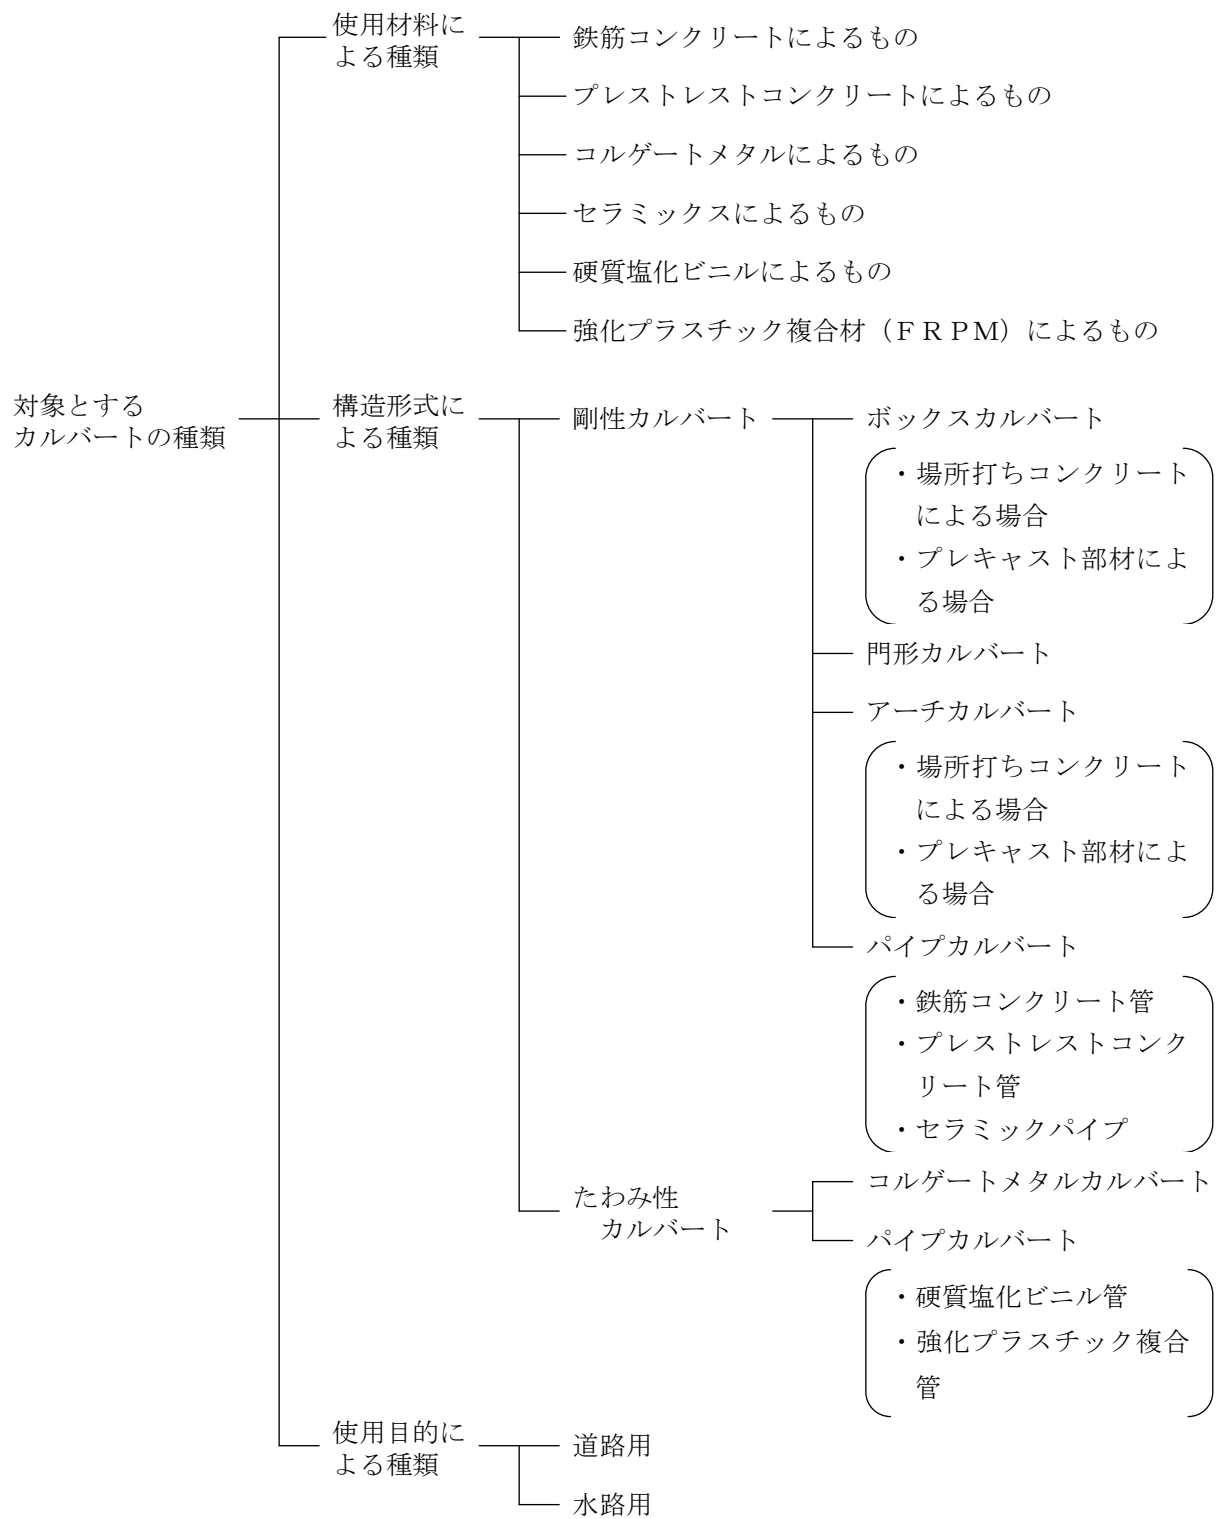 使用材料に
よる種類
鉄筋コンクリートによるもの
プレストレストコンクリートによるもの
コルゲートメタルによるもの
セラミックスによるもの
硬質塩化ビニルによるもの
強化プラスチック複合材（ＦＲＰＭ）によるもの
対象とする
カルバートの種類
構造形式に
よる種類
剛性カルバート
ボックスカルバート
・場所打ちコンクリート
による場合
・プレキャスト部材によ
る場合
門形カルバート
アーチカルバート
・場所打ちコンクリート
による場合
・プレキャスト部材によ
る場合
パイプカルバート
・鉄筋コンクリート管
・プレストレストコンク
リート管
・セラミックパイプ
たわみ性
カルバート
コルゲートメタルカルバート
パイプカルバート
・硬質塩化ビニル管
・強化プラスチック複合
管
使用目的に
よる種類
道路用
水路用